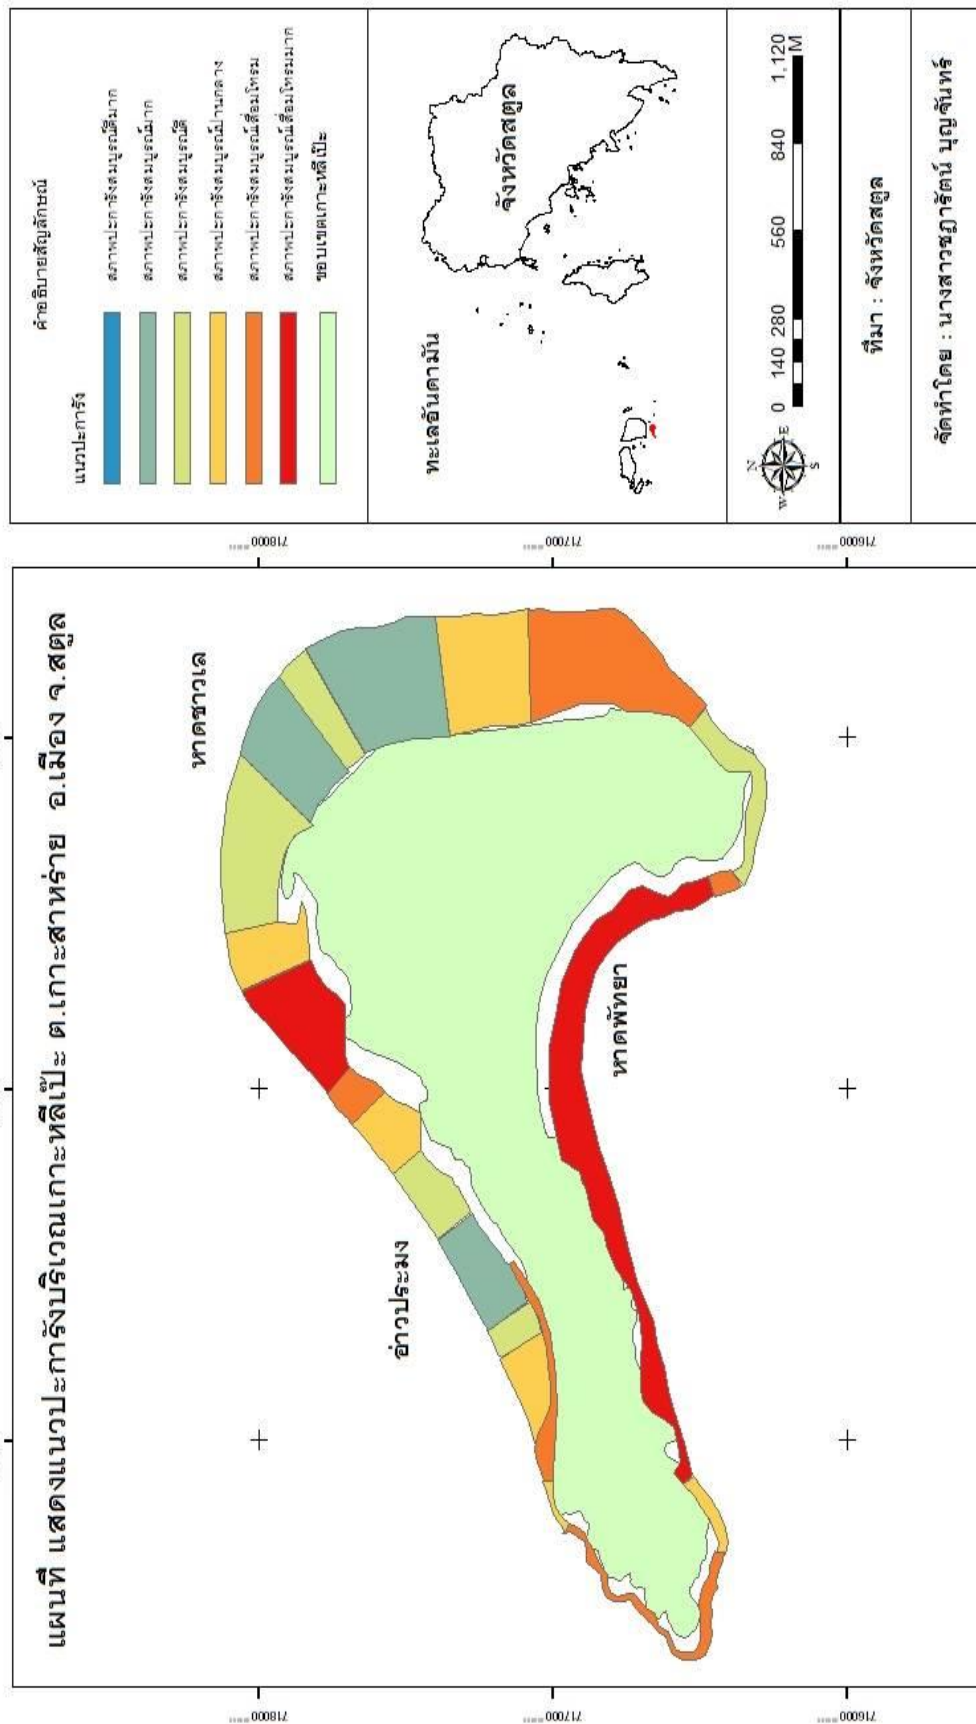 แผนที่ แสดงแนวปะการังบริเวณเกาะหลีเป๊ะ ต.เกาะสาหร่าย อ.เมือง จ.สตูล
หาดชาวเล
อ่าวประมง
หาดพัทยา
718000
717000
716000
718000
717000
716000
คำอธิบายสัญลักษณ์
แนวปะการัง
สภาพปะการังสมบูรณ์ดีมาก
สภาพปะการังสมบูรณ์มาก
สภาพปะการังสมบูรณ์ดี
สภาพปะการังสมบูรณ์ปานกลาง
สภาพปะการังสมบูรณ์เสื่อมโทรม
สภาพปะการังสมบูรณ์เสื่อมโทรมมาก
ขอบเขตเกาะหลีเป๊ะ
ทะเลอันดามัน
จังหวัดสตูล
N
W E
S
0 140 280 560 840 1,120
M
ที่มา : จังหวัดสตูล
จัดทำโดย : นางสาวชฎารัตน์ บุญจันทร์